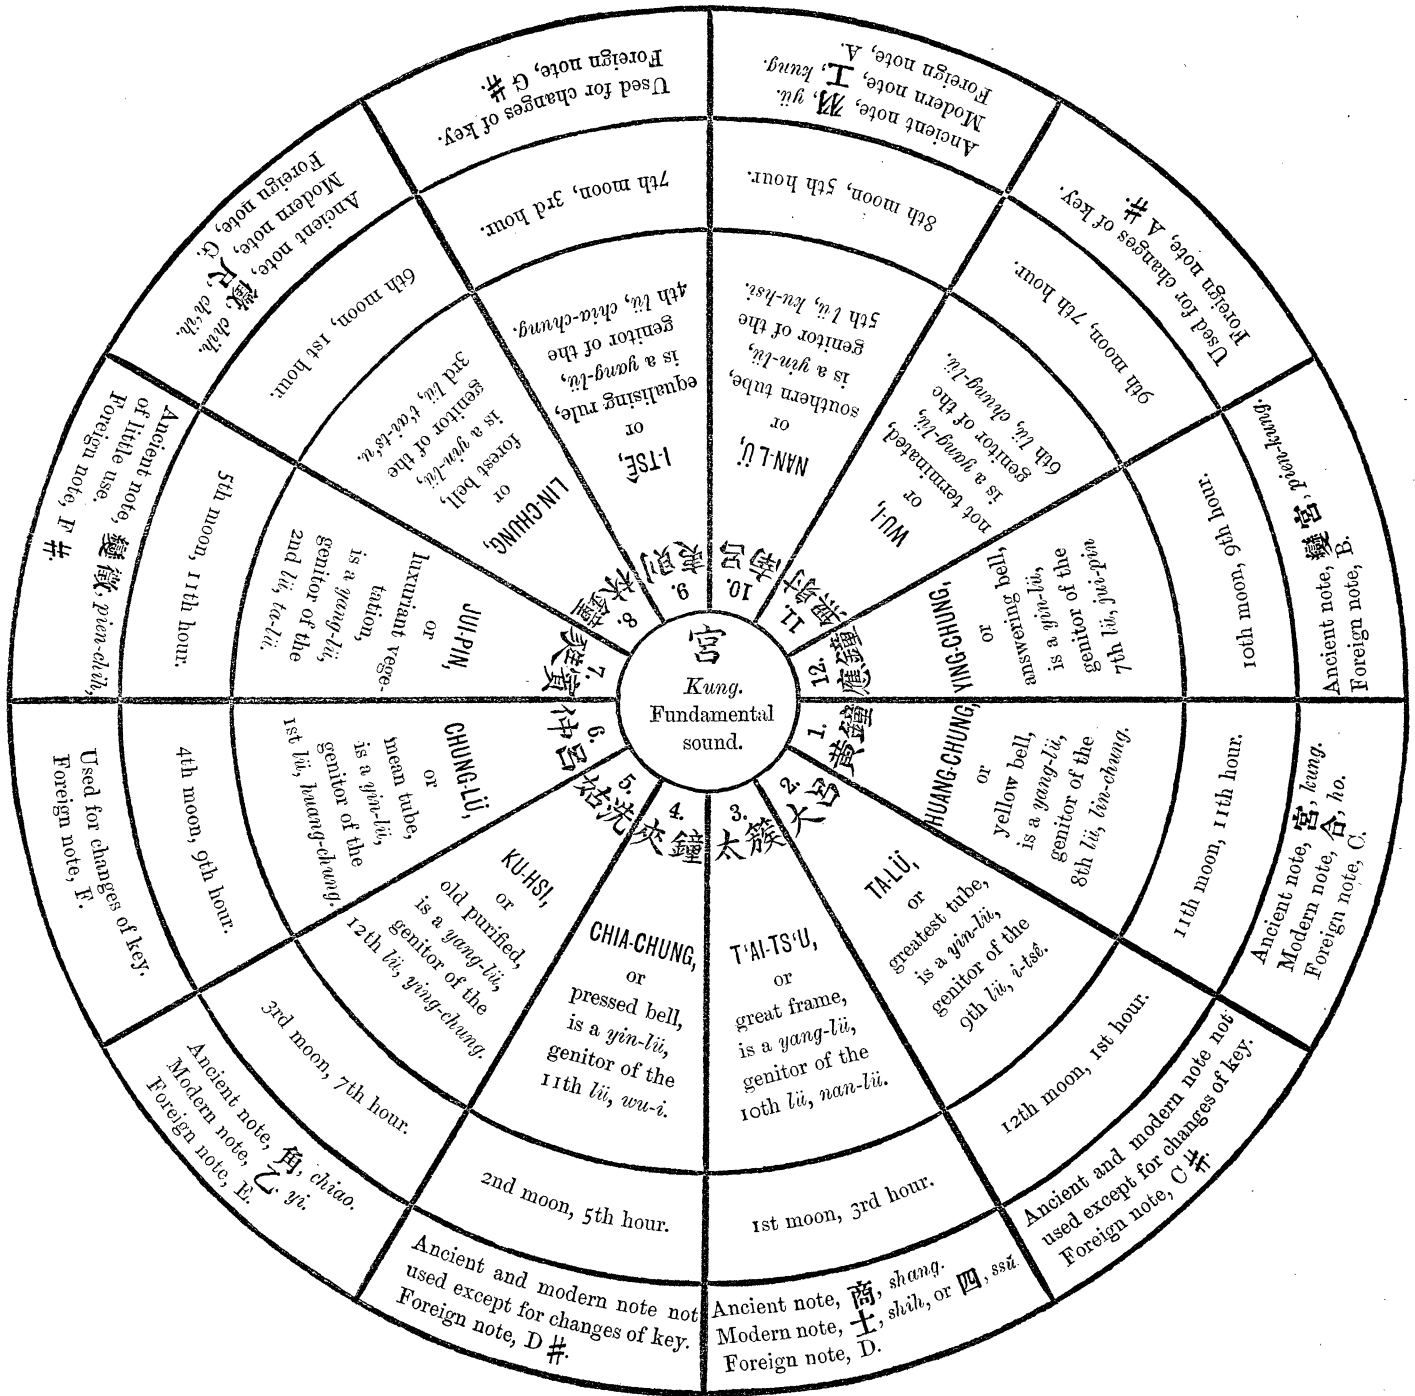 宮
Kung.
Fundamental
sound.
1. 黃鐘
HUANG-CHUNG,
or
yellow bell,
is a yang-lü,
genitor of the
8th lü, lin-chung.
11th moon, 11th hour.
Ancient note, 宮, kung.
Modern note, 合, ho.
Foreign note, C.
2. 大呂
TA-LÜ,
or
greatest tube,
is a yin-lü,
genitor of the
9th lü, i-tsê.
12th moon, 1st hour.
Ancient and modern note not
used except for changes of key.
Foreign note, C #.
3. 太簇
T'AI-TS'U,
or
great frame,
is a yang-lü,
genitor of the
10th lü, nan-lü.
1st moon, 3rd hour.
Ancient note, 商, shang.
Modern note, 士, shih, or 四, ssŭ.
Foreign note, D.
4. 夾鐘
CHIA-CHUNG,
or
pressed bell,
is a yin-lü,
genitor of the
11th lü, wu-i.
2nd moon, 5th hour.
Ancient and modern note not
used except for changes of key.
Foreign note, D #.
5. 姑洗
KU-HSI,
or
old purified,
is a yang-lü,
genitor of the
12th lü, ying-chung.
3rd moon, 7th hour.
Ancient note, 角, chiao.
Modern note, 乙, yi.
Foreign note, E.
6. 仲呂
CHUNG-LÜ,
or
mean tube,
is a yin-lü,
genitor of the
1st lü, huang-chung.
4th moon, 9th hour.
Used for changes of key.
Foreign note, F.
7. 蕤賓
JUI-PIN,
or
luxuriant vege-
tation,
is a yang-lü,
genitor of the
2nd lü, ta-lü.
5th moon, 11th hour.
Ancient note, 變徵, pien-chih,
of little use.
Foreign note, F #.
8. 林鐘
LIN-CHUNG,
or
forest bell,
is a yin-lü,
genitor of the
3rd lü, t'ai-ts'u.
6th moon, 1st hour.
Ancient note, 徵, chih.
Modern note, 尺, ch'ih.
Foreign note, G.
9. 夷則
I-TSÊ,
or
equalising rule,
is a yang-lü,
genitor of the
4th lü, chia-chung.
7th moon, 3rd hour.
Used for changes of key.
Foreign note, G #.
10. 南呂
NAN-LÜ,
or
southern tube,
is a yin-lü,
genitor of the
5th lü, ku-hsi.
8th moon, 5th hour.
Ancient note, 羽, yü.
Modern note, 工, kung.
Foreign note, A.
11. 無射
WU-I,
or
not terminated,
is a yang-lü,
genitor of the
6th lü, chung-lü.
9th moon, 7th hour.
Used for changes of key.
Foreign note, A #.
12. 應鐘
YING-CHUNG,
or
answering bell,
is a yin-lü,
genitor of the
7th lü, jui-pin
10th moon, 9th hour.
Ancient note, 變宮, pien-kung.
Foreign note, B.